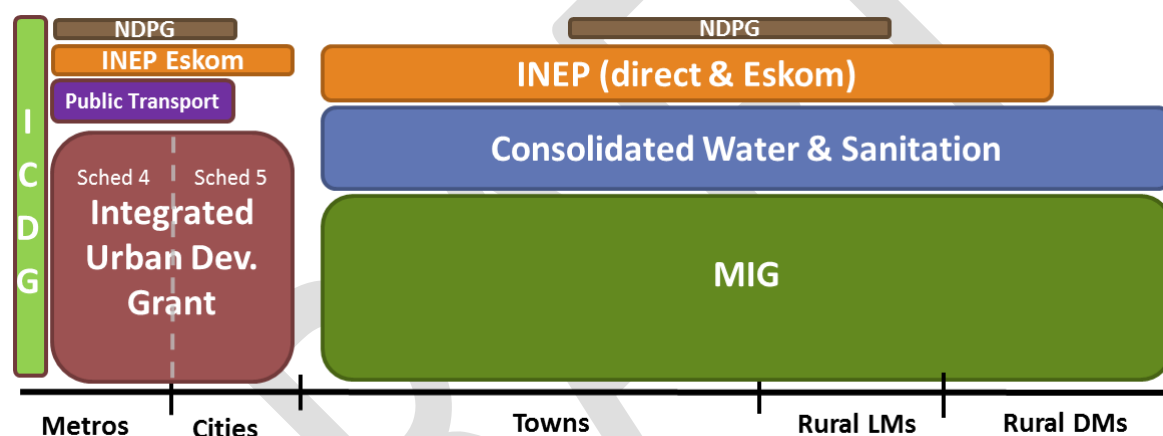 ICDG
NDPG
INEP Eskom
Public Transport
Sched 4
Sched 5
Integrated
Urban Dev.
Grant
NDPG
INEP (direct & Eskom)
Consolidated Water & Sanitation
MIG
Metros
Cities
Towns
Rural LMs
Rural DMs